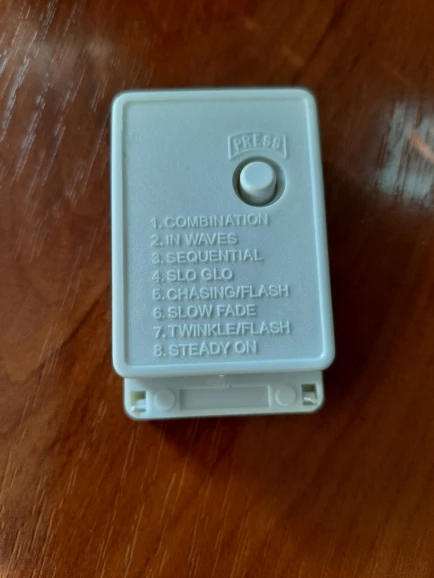 PRESS
1. COMBINATION
2. IN WAVES
3. SEQUENTIAL
4. SLO GLO
5. CHASING/FLASH
6. SLOW FADE
7. TWINKLE/FLASH
8. STEADY ON